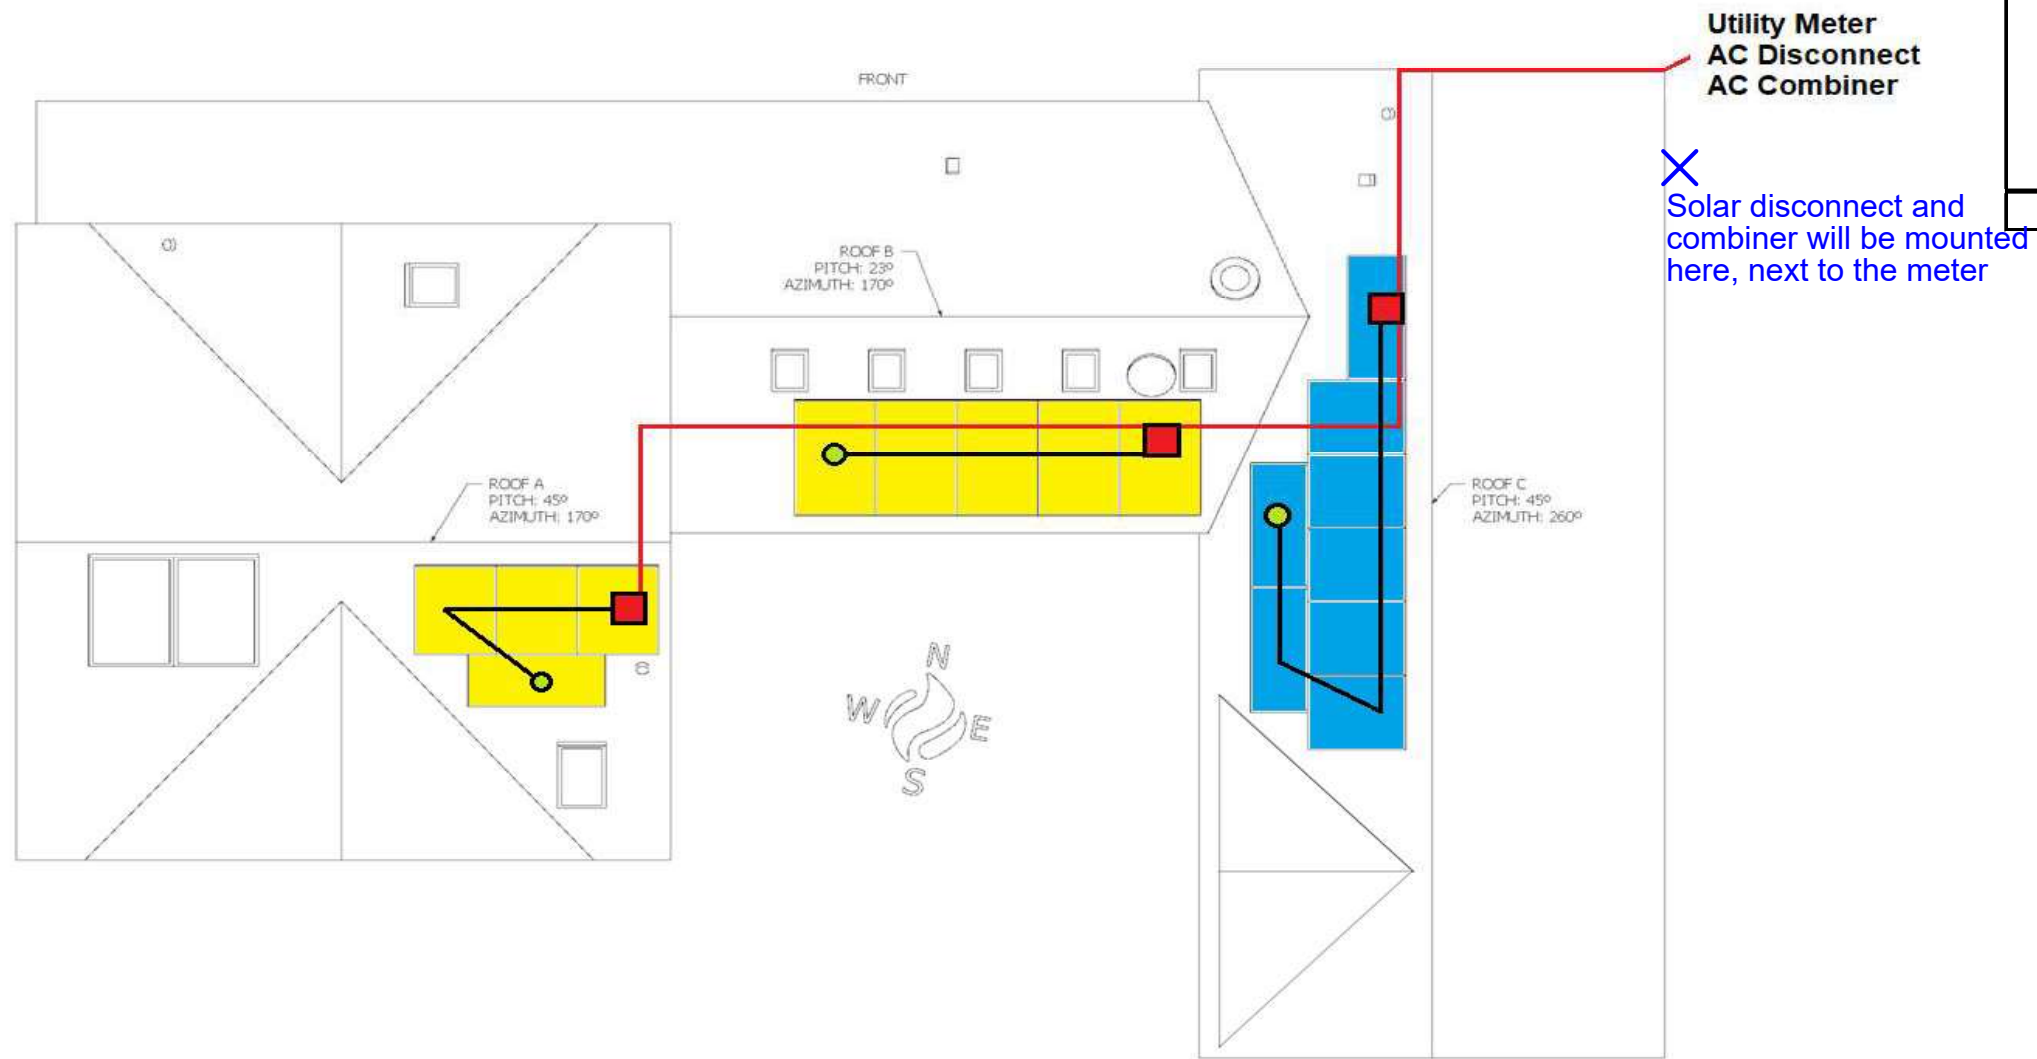 Utility Meter
AC Disconnect
AC Combiner
FRONT
Solar disconnect and
combiner will be mounted
here, next to the meter
ROOF B
PITCH: 23º
AZIMUTH: 170º
ROOF A
PITCH: 45º
AZIMUTH: 170º
ROOF C
PITCH: 45º
AZIMUTH: 260º
N
W
E
S